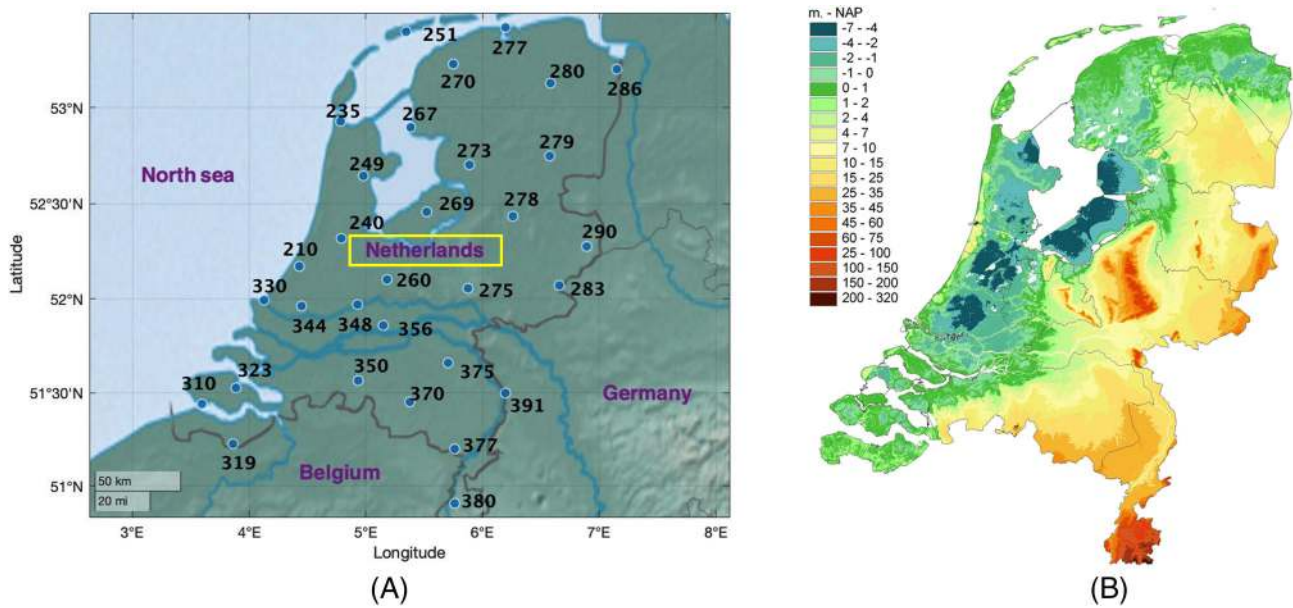 53°N
52°30'N
52°N
51°30'N
51°N
Latitude
3°E
4°E
5°E
6°E
7°E
8°E
Longitude
North sea
Netherlands
Germany
Belgium
50 km
20 mi
251
277
270
280
286
235
267
273
279
249
269
278
240
290
210
260
275
283
330
344
348
356
323
350
375
310
370
391
319
377
380
(A)
m. - NAP
-7 - -4
-4 - -2
-2 - -1
-1 - 0
0 - 1
1 - 2
2 - 4
4 - 7
7 - 10
10 - 15
15 - 25
25 - 35
35 - 45
45 - 60
60 - 75
25 - 100
100 - 150
150 - 200
200 - 320
(B)